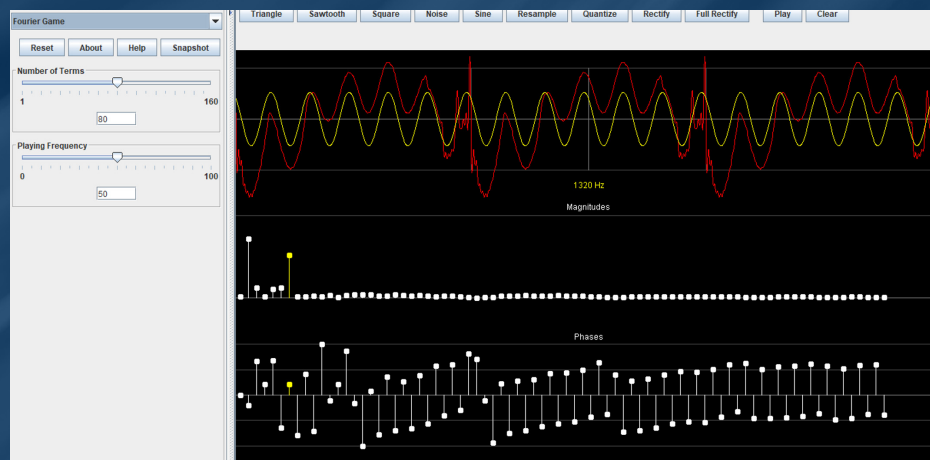 Fourier Game
Triangle Sawtooth Square Noise Sine Resample Quantize Rectify Full Rectify Play Clear
Reset About Help Snapshot
Number of Terms
1 160
80
Playing Frequency
0 100
50
1320 Hz
Magnitudes
Phases